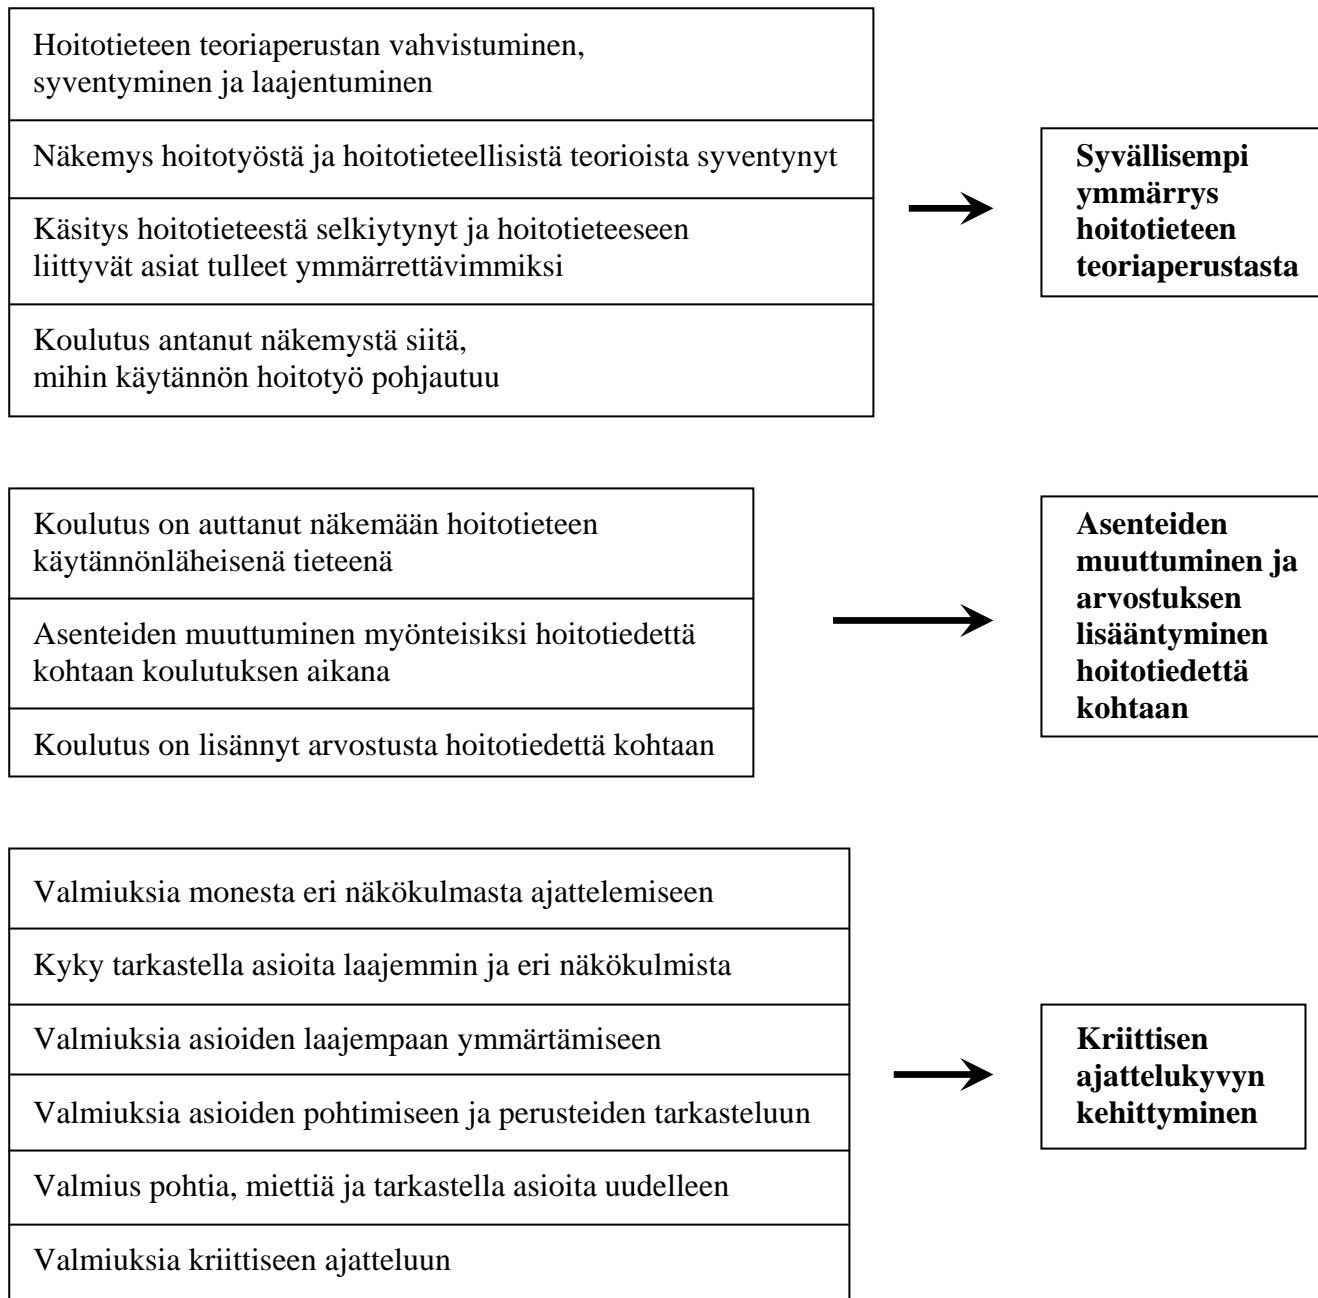 Hoitotieteen teoriaperustan vahvistuminen,
syventyminen ja laajentuminen
Näkemys hoitotyöstä ja hoitotieteellisistä teorioista syventynyt
Käsitys hoitotieteestä selkiytynyt ja hoitotieteeseen
liittyvät asiat tulleet ymmärrettävimmiksi
Koulutus antanut näkemystä siitä,
mihin käytännön hoitotyö pohjautuu
Syvällisempi
ymmärrys
hoitotieteen
teoriaperustasta
Koulutus on auttanut näkemään hoitotieteen
käytännönläheisenä tieteenä
Asenteiden muuttuminen myönteisiksi hoitotiedettä
kohtaan koulutuksen aikana
Koulutus on lisännyt arvostusta hoitotiedettä kohtaan
Asenteiden
muuttuminen ja
arvostuksen
lisääntyminen
hoitotiedettä
kohtaan
Valmiuksia monesta eri näkökulmasta ajattelemiseen
Kyky tarkastella asioita laajemmin ja eri näkökulmista
Valmiuksia asioiden laajempaan ymmärtämiseen
Valmiuksia asioiden pohtimiseen ja perusteiden tarkasteluun
Valmius pohtia, miettiä ja tarkastella asioita uudelleen
Valmiuksia kriittiseen ajatteluun
Kriittisen
ajattelukyvyn
kehittyminen